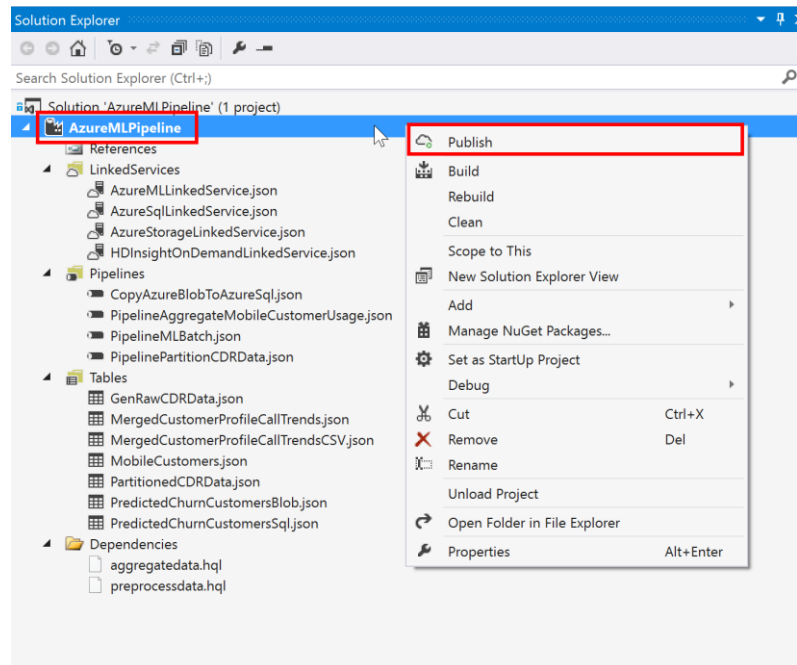 Solution Explorer
Search Solution Explorer (Ctrl+;)
Solution 'AzureMLPipeline' (1 project)
AzureMLPipeline
References
LinkedServices
AzureMLLinkedService.json
AzureSqlLinkedService.json
AzureStorageLinkedService.json
HDInsightOnDemandLinkedService.json
Pipelines
CopyAzureBlobToAzureSql.json
PipelineAggregateMobileCustomerUsage.json
PipelineMLBatch.json
PipelinePartitionCDRData.json
Tables
GenRawCDRData.json
MergedCustomerProfileCallTrends.json
MergedCustomerProfileCallTrendsCSV.json
MobileCustomers.json
PartitionedCDRData.json
PredictedChurnCustomersBlob.json
PredictedChurnCustomersSql.json
Dependencies
aggregatedata.hql
preprocessdata.hql
Publish
Build
Rebuild
Clean
Scope to This
New Solution Explorer View
Add
Manage NuGet Packages...
Set as StartUp Project
Debug
Cut Ctrl+X
Remove Del
Rename
Unload Project
Open Folder in File Explorer
Properties Alt+Enter